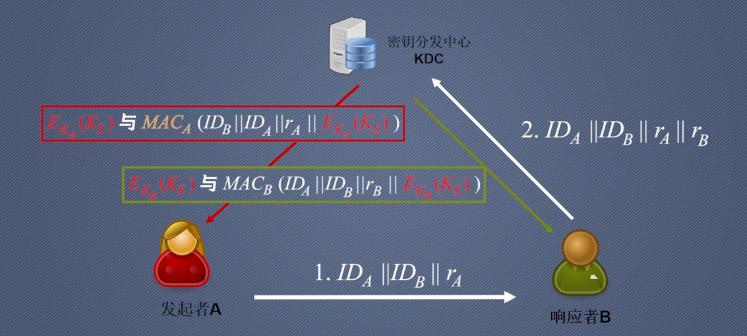 密钥分发中心
KDC
E_{K_A}(K_S) 与 MAC_A (ID_B||ID_A||r_A || E_{K_A}(K_S) )
2. ID_A ||ID_B || r_A || r_B
E_{K_B}(K_S) 与 MAC_B (ID_A ||ID_B||r_B || E_{K_B}(K_S) )
1. ID_A ||ID_B || r_A
发起者A
响应者B